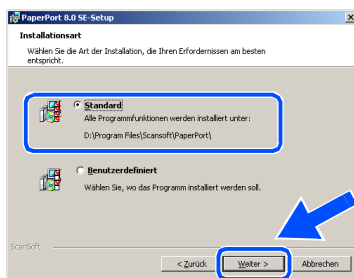 PaperPort 8.0 SE-Setup
Installationsart
Wählen Sie die Art der Installation, die Ihren Erfordernissen am besten
entspricht.
Standard
Alle Programmfunktionen werden installiert unter:
D:\Program Files\Scansoft\PaperPort\
Benutzerdefiniert
Wählen Sie, wo das Programm installiert werden soll.
ScanSoft
< Zurück
Weiter >
Abbrechen